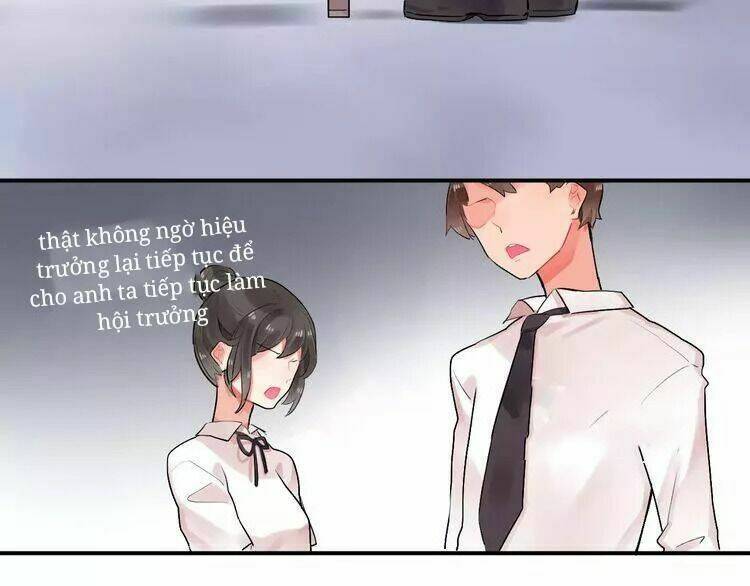 thật không ngờ hiệu
trưởng lại tiếp tục để
cho anh ta tiếp tục làm
hội trưởng